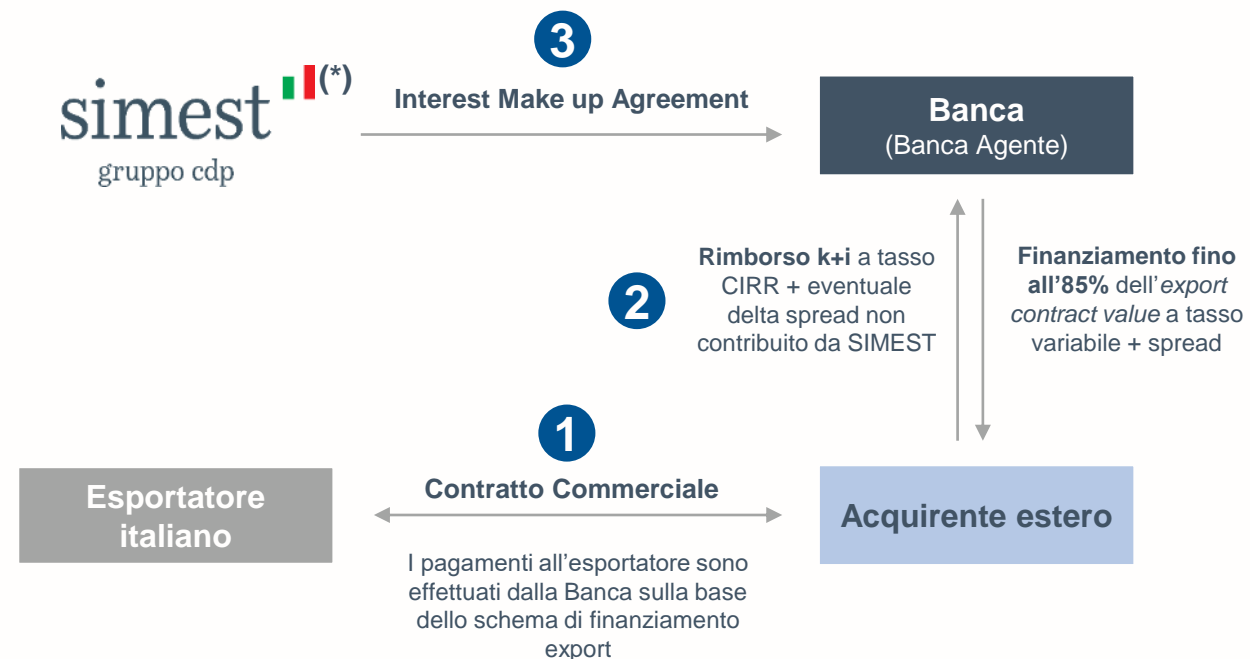 3
simest (*)
gruppo cdp
Interest Make up Agreement
Banca
(Banca Agente)
2
Rimborso k+i a tasso
CIRR + eventuale
delta spread non
contribuito da SIMEST
Finanziamento fino
all'85% dell'export
contract value a tasso
variabile + spread
1
Esportatore
italiano
Contratto Commerciale
Acquirente estero
I pagamenti all'esportatore sono
effettuati dalla Banca sulla base
dello schema di finanziamento
export